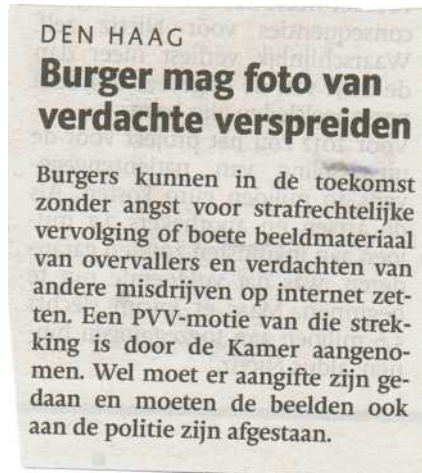 DEN HAAG
Burger mag foto van
verdachte verspreiden
Burgers kunnen in de toekomst
zonder angst voor strafrechtelijke
vervolging of boete beeldmateriaal
van overvallers en verdachten van
andere misdrijven op internet zet-
ten. Een PVV-motie van die strek-
king is door de Kamer aangeno-
men. Wel moet er aangifte zijn ge-
daan en moeten de beelden ook
aan de politie zijn afgestaan.